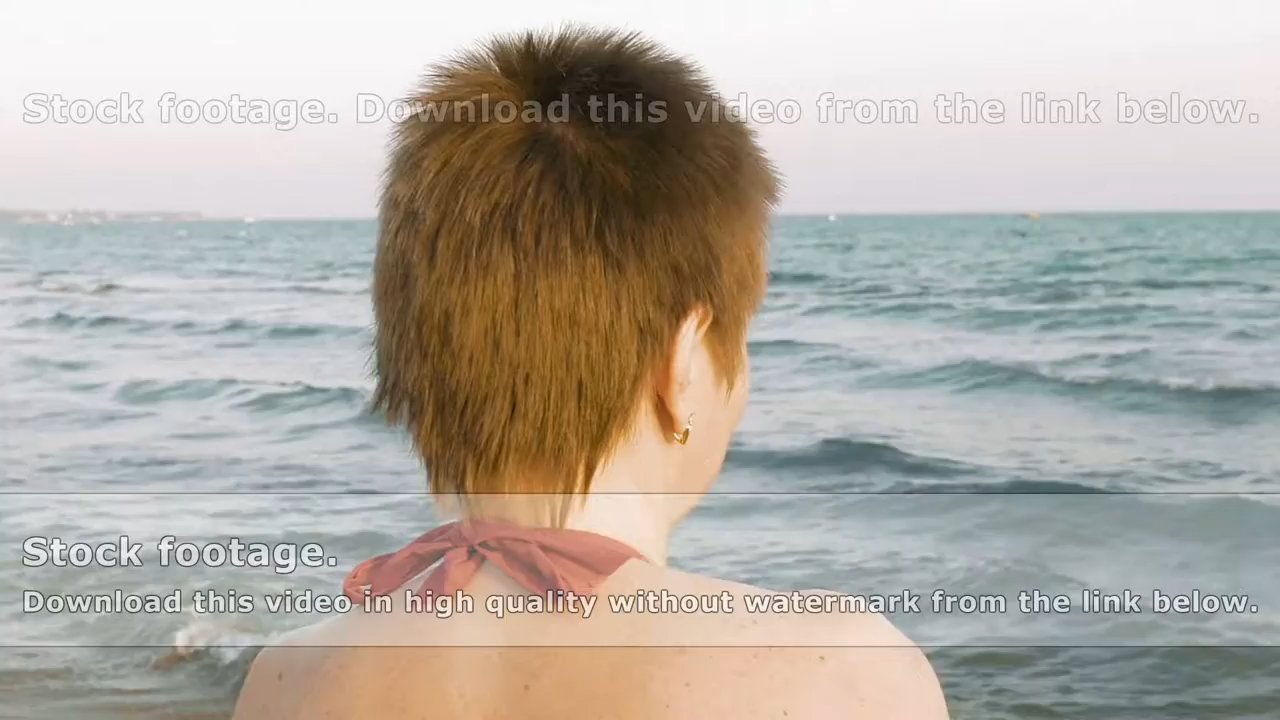 Stock footage. Download this video from the link below.
Stock footage.
Download this video in high quality without watermark from the link below.